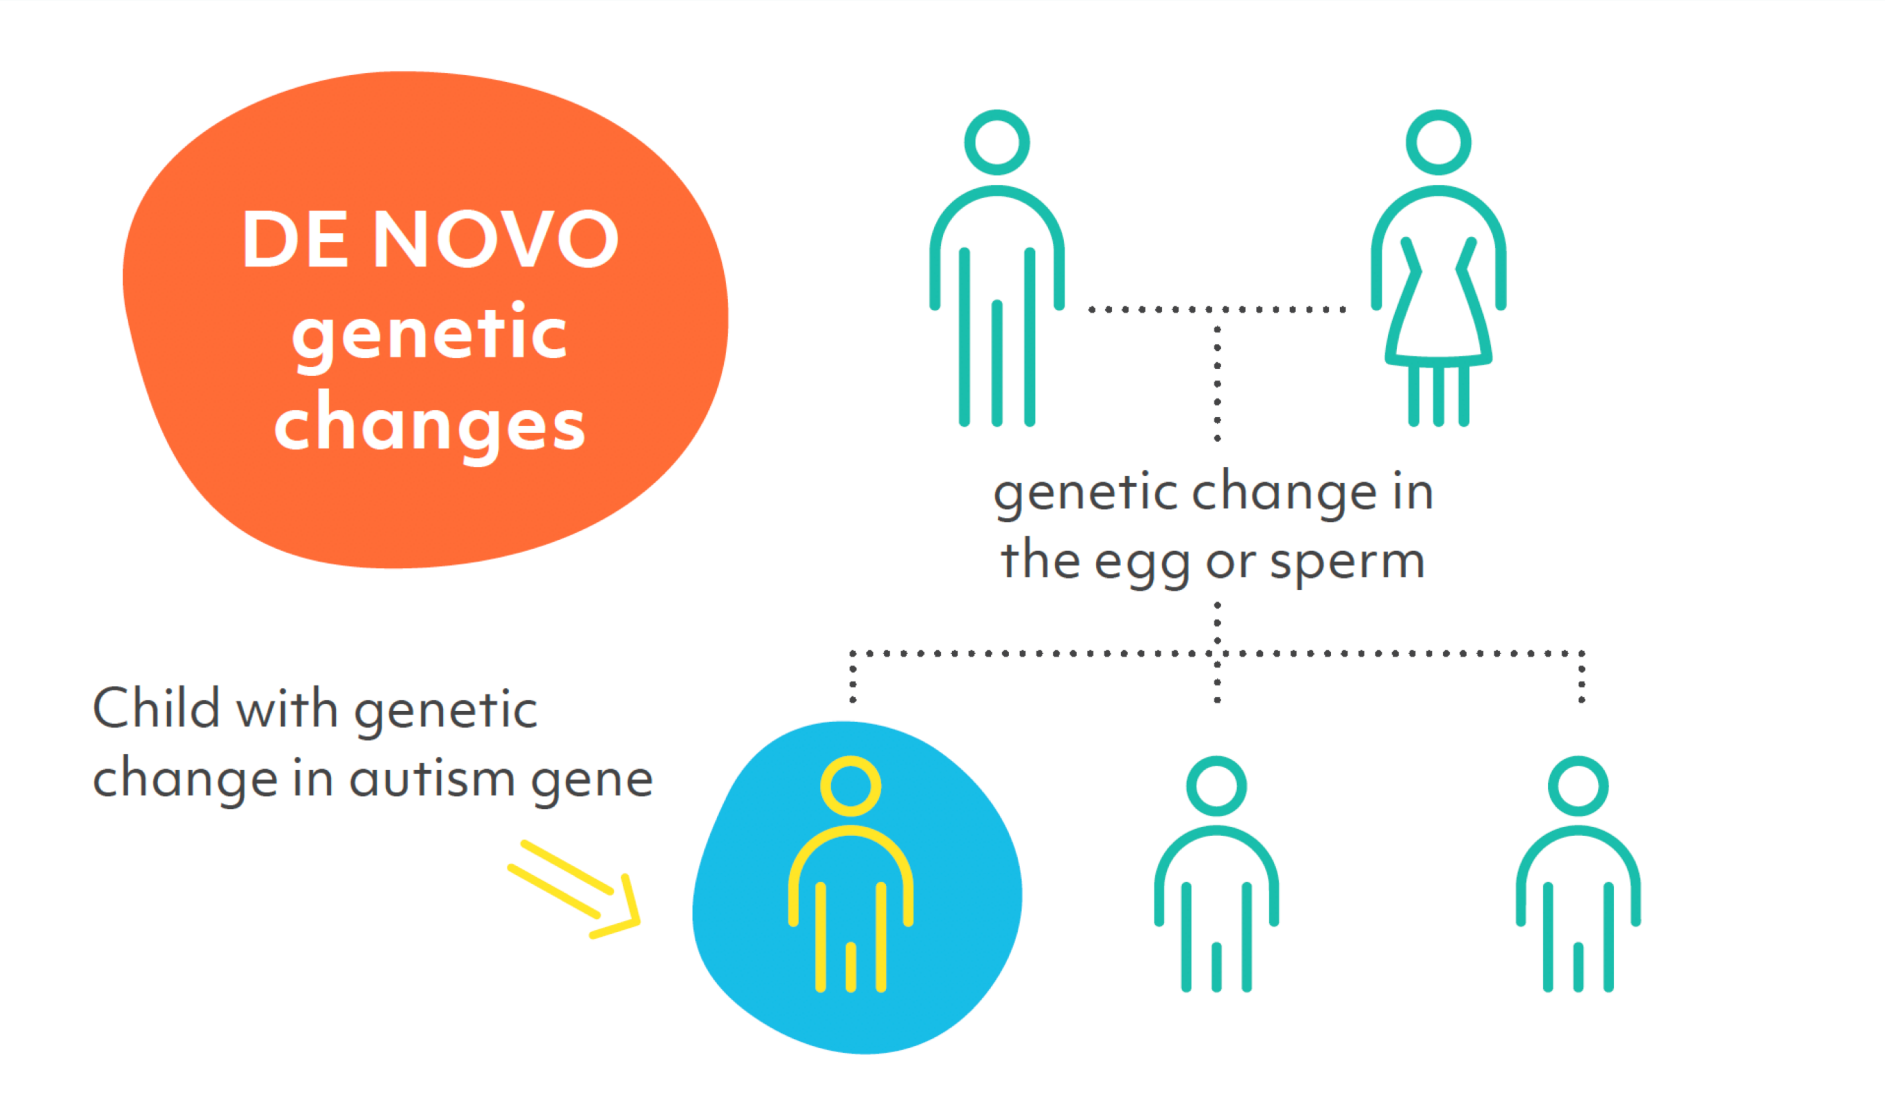 DE NOVO
genetic
changes
genetic change in
the egg or sperm
Child with genetic
change in autism gene